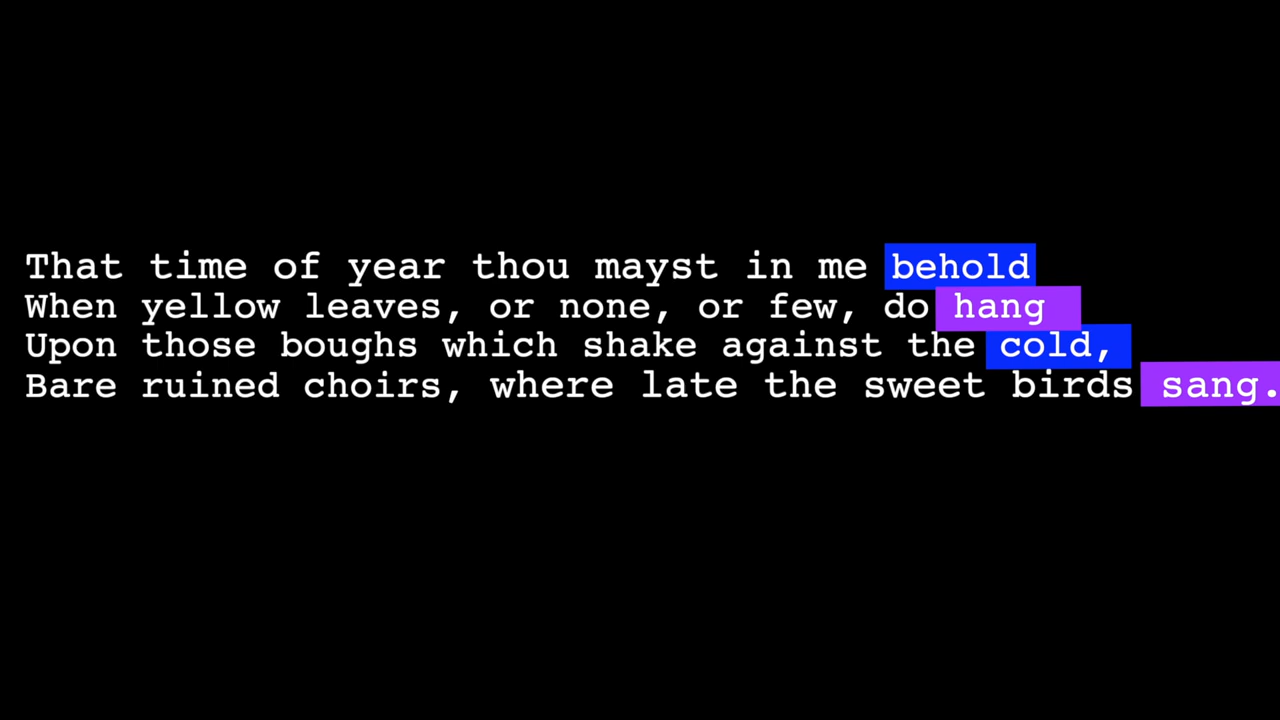 That time of year thou mayst in me behold
When yellow leaves, or none, or few, do hang
Upon those boughs which shake against the cold,
Bare ruined choirs, where late the sweet birds sang.